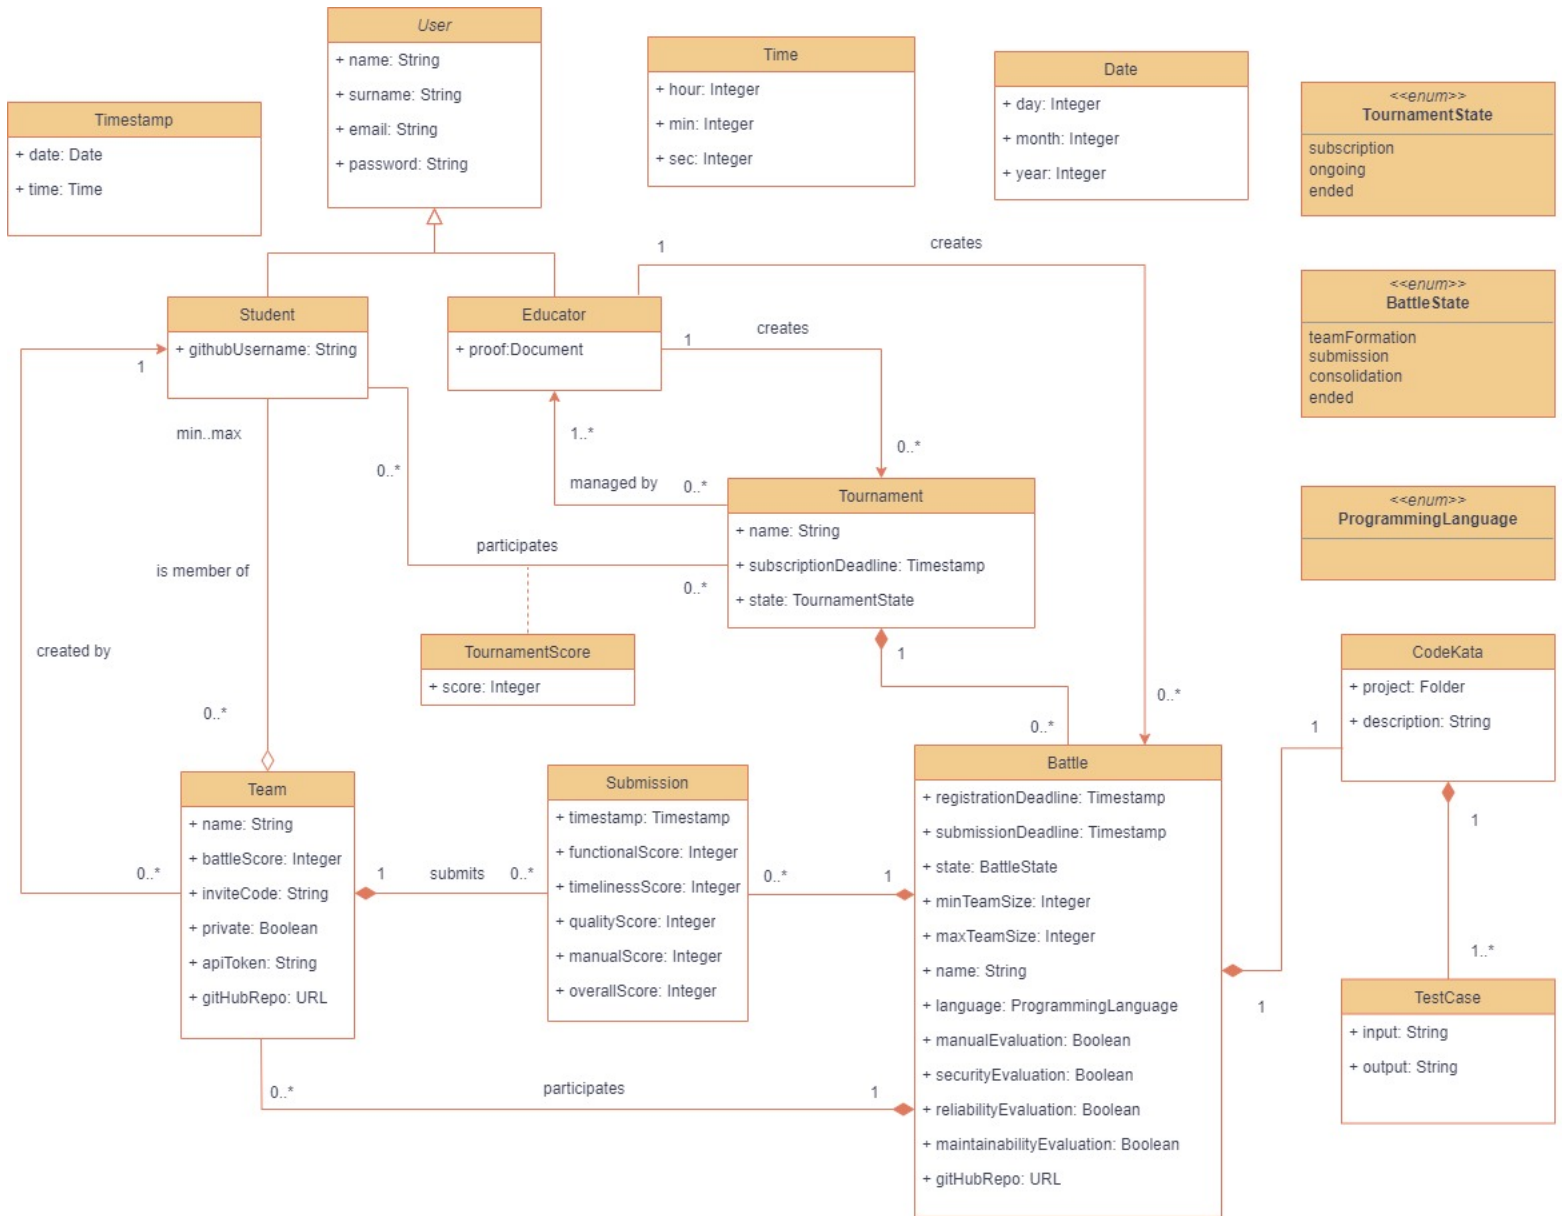 User
+ name: String
+ surname: String
+ email: String
+ password: String
Time
+ hour: Integer
+ min: Integer
+ sec: Integer
Date
+ day: Integer
+ month: Integer
+ year: Integer
<<enum>>
TournamentState
subscription
ongoing
ended
Timestamp
+ date: Date
+ time: Time
1
creates
<<enum>>
BattleState
teamFormation
submission
consolidation
ended
Student
+ githubUsername: String
Educator
+ proof:Document
1
creates
1
min..max
0..*
1..*
0..*
managed by
0..*
Tournament
+ name: String
+ subscriptionDeadline: Timestamp
+ state: TournamentState
<<enum>>
ProgrammingLanguage
participates
0..*
is member of
created by
TournamentScore
+ score: Integer
1
0..*
0..*
0..*
1
CodeKata
+ project: Folder
+ description: String
Team
+ name: String
+ battleScore: Integer
+ inviteCode: String
+ private: Boolean
+ apiToken: String
+ gitHubRepo: URL
0..*
1
submits
0..*
Submission
+ timestamp: Timestamp
+ functionalScore: Integer
+ timelinessScore: Integer
+ qualityScore: Integer
+ manualScore: Integer
+ overallScore: Integer
0..*
1
Battle
+ registrationDeadline: Timestamp
+ submissionDeadline: Timestamp
+ state: BattleState
+ minTeamSize: Integer
+ maxTeamSize: Integer
+ name: String
+ language: ProgrammingLanguage
+ manualEvaluation: Boolean
+ securityEvaluation: Boolean
+ reliabilityEvaluation: Boolean
+ maintainabilityEvaluation: Boolean
+ gitHubRepo: URL
1
1
1..*
TestCase
+ input: String
+ output: String
0..*
participates
1